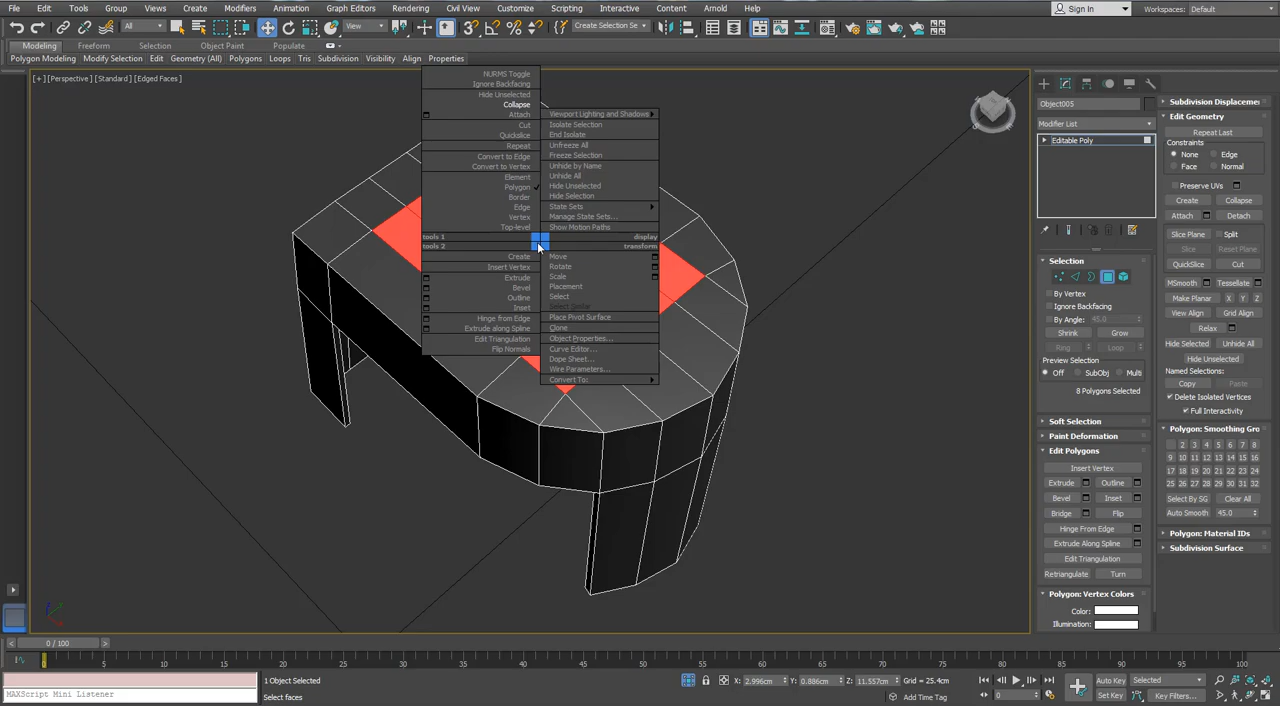 File Edit Tools Group Views Create Modifiers Animation Graph Editors Rendering Civil View Customize Scripting Interactive Content Arnold Help Sign In Workspaces: Default
All View Create Selection Se
Modeling Freeform Selection Object Paint Populate
Polygon Modeling Modify Selection Edit Geometry (All) Polygons Loops Tris Subdivision Visibility Align Properties
[+] [Perspective] [Standard] [Edged Faces]
NURMS Toggle
Ignore Backfacing
Hide Unselected
Collapse
Attach
Cut
Quickslice
Repeat
Convert to Edge
Convert to Vertex
Element
Polygon
Border
Edge
Vertex
Top-level
tools 1
tools 2
Create
Insert Vertex
Extrude
Bevel
Outline
Inset
Hinge from Edge
Extrude along Spline
Edit Triangulation
Flip Normals
Viewport Lighting and Shadows
Isolate Selection
End Isolate
Unfreeze All
Freeze Selection
Unhide by Name
Unhide All
Hide Unselected
Hide Selection
State Sets
Manage State Sets...
Show Motion Paths
display
transform
Move
Rotate
Scale
Placement
Select
Select Similar
Place Pivot Surface
Clone
Object Properties...
Curve Editor...
Dope Sheet...
Wire Parameters...
Convert To:
Object005
Modifier List
Editable Poly
Selection
By Vertex
Ignore Backfacing
By Angle: 45.0
Shrink Grow
Ring Loop
Preview Selection
Off SubObj Multi
8 Polygons Selected
Soft Selection
Paint Deformation
Edit Polygons
Insert Vertex
Extrude Outline
Bevel Inset
Bridge Flip
Hinge From Edge
Extrude Along Spline
Edit Triangulation
Retriangulate Turn
Polygon: Vertex Colors
Color:
Illumination:
Subdivision Displacemen
Edit Geometry
Repeat Last
Constraints
None Edge
Face Normal
Preserve UVs
Create Collapse
Attach Detach
Slice Plane Split
Slice Reset Plane
QuickSlice Cut
MSmooth Tessellate
Make Planar X Y Z
View Align Grid Align
Relax
Hide Selected Unhide All
Hide Unselected
Named Selections:
Copy Paste
Delete Isolated Vertices
Full Interactivity
Polygon: Smoothing Gro
1 2 3 4 5 6 7 8
9 10 11 12 13 14 15 16
17 18 19 20 21 22 23 24
25 26 27 28 29 30 31 32
Select By SG Clear All
Auto Smooth 45.0
Polygon: Material IDs
Subdivision Surface
0 / 100
0 5 10 15 20 25 30 35 40 45 50 55 60 65 70 75 80 85 90 95 100
MAXScript Mini Listener
1 Object Selected
Select faces
X: 2.996cm Y: 0.886cm Z: 11.557cm Grid = 25.4cm
Add Time Tag
0
Auto Key Selected
Set Key Key Filters...